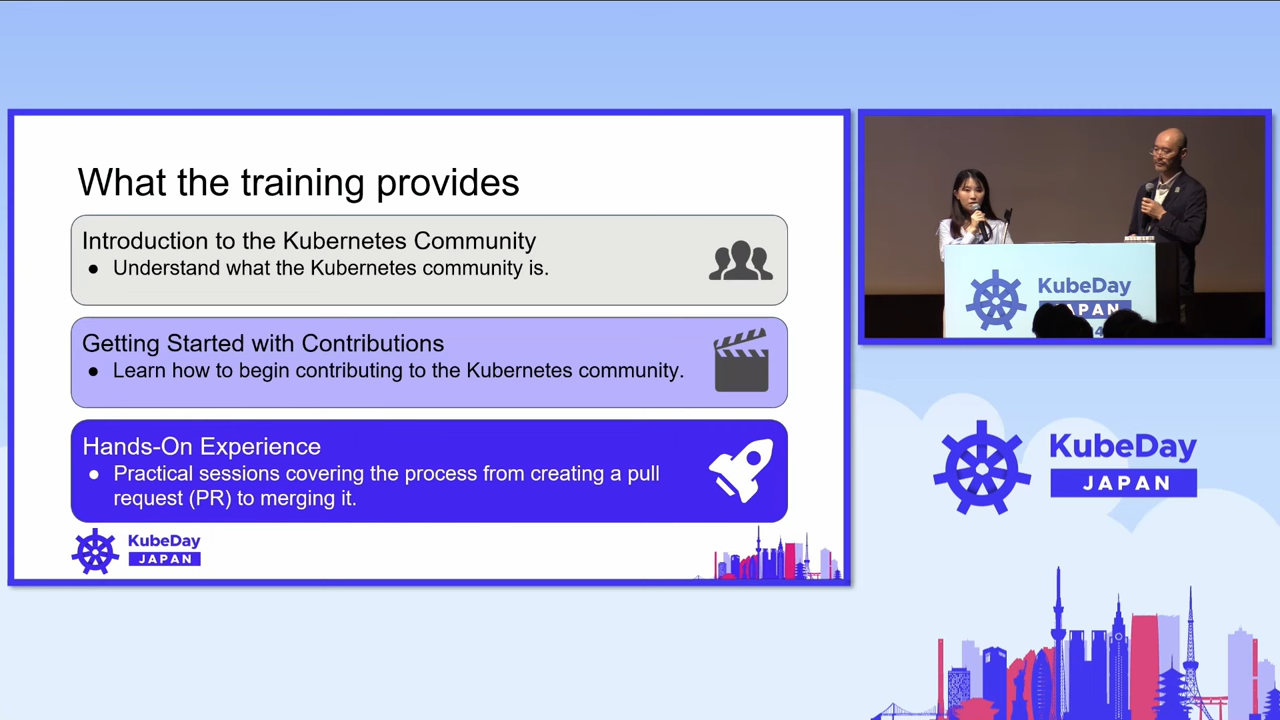 What the training provides
Introduction to the Kubernetes Community
● Understand what the Kubernetes community is.
Getting Started with Contributions
● Learn how to begin contributing to the Kubernetes community.
Hands-On Experience
● Practical sessions covering the process from creating a pull
request (PR) to merging it.
KubeDay
JAPAN
KubeDay
JAPAN
KubeDay
JAPAN